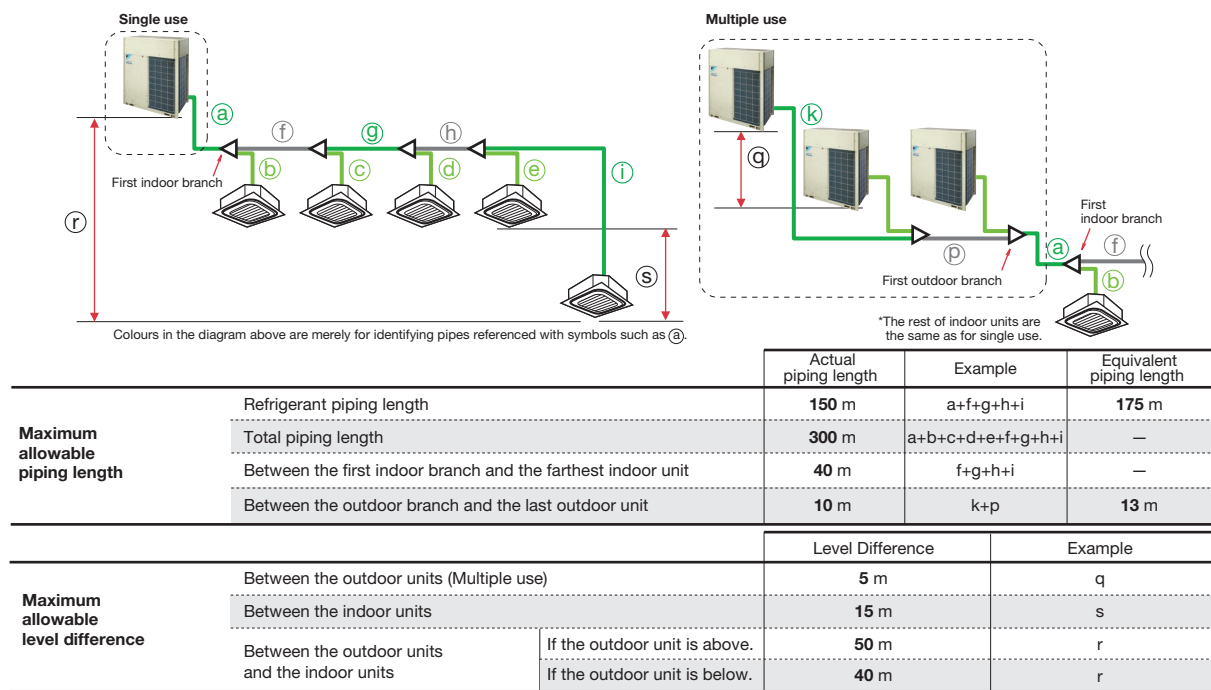 Single use
Multiple use
ⓐ
ⓕ
ⓖ
ⓗ
ⓑ
ⓒ
ⓓ
ⓔ
ⓘ
First indoor branch
ⓡ
ⓢ
Colours in the diagram above are merely for identifying pipes referenced with symbols such as ⓐ.
ⓚ
ⓠ
ⓟ
First outdoor branch
First
indoor branch
ⓐ
ⓕ
ⓑ
*The rest of indoor units are
the same as for single use.
Actual
piping length
Example
Equivalent
piping length
Maximum
allowable
piping length
Refrigerant piping length
150 m
a+f+g+h+i
175 m
Total piping length
300 m
a+b+c+d+e+f+g+h+i
—
Between the first indoor branch and the farthest indoor unit
40 m
f+g+h+i
—
Between the outdoor branch and the last outdoor unit
10 m
k+p
13 m
Level Difference
Example
Maximum
allowable
level difference
Between the outdoor units (Multiple use)
5 m
q
Between the indoor units
15 m
s
Between the outdoor units
and the indoor units
If the outdoor unit is above.
50 m
r
If the outdoor unit is below.
40 m
r